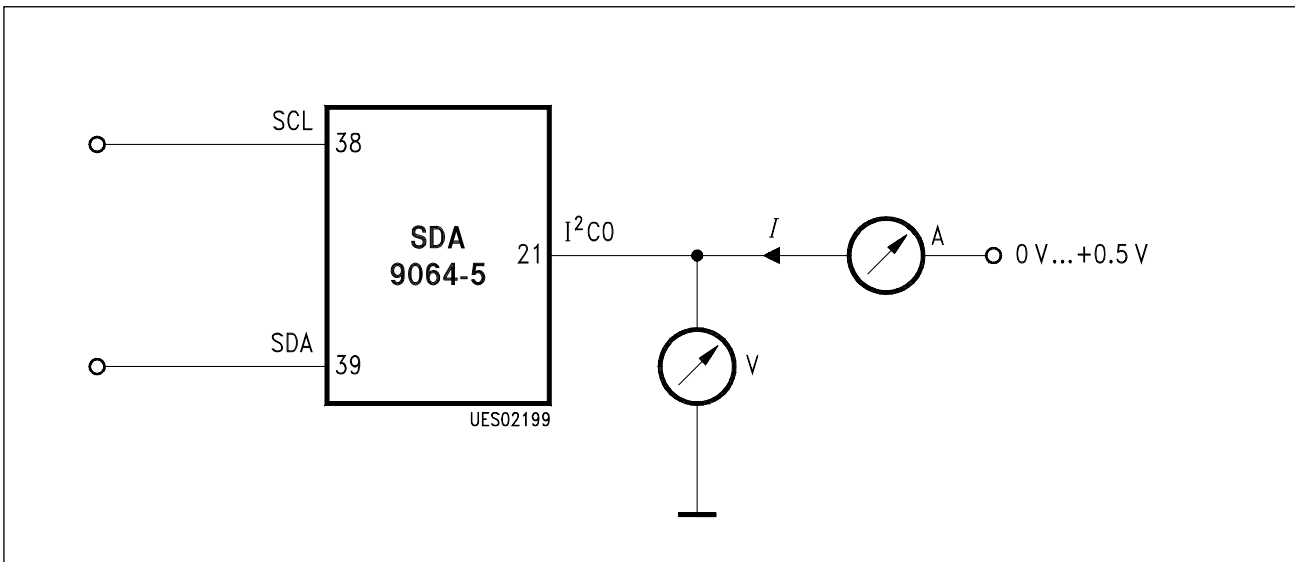 SCL
38
SDA
9064-5
21
I²C0
I
A
0 V...+0.5 V
SDA
39
V
UES02199